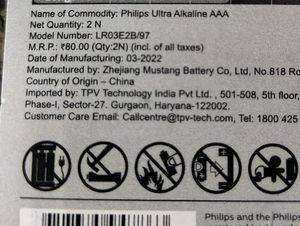 Name of Commodity: Philips Ultra Alkaline AAA
Net Quantity: 2 N
Model Number: LR03E2B/97
M.R.P.: ₹80.00 (Qty:2N) (incl. of all taxes)
Date of Manufacturing: 03-2022
Manufactured by: Zhejiang Mustang Battery Co, Ltd, No.818 Ro
Country of Origin – China
Imported by: TPV Technology India Pvt Ltd., 501-508, 5th floor,
Phase-I, Sector-27. Gurgaon, Haryana-122002.
Customer Care Email: Callcentre@tpv-tech.com, Tel: 1800 425
Philips and the P